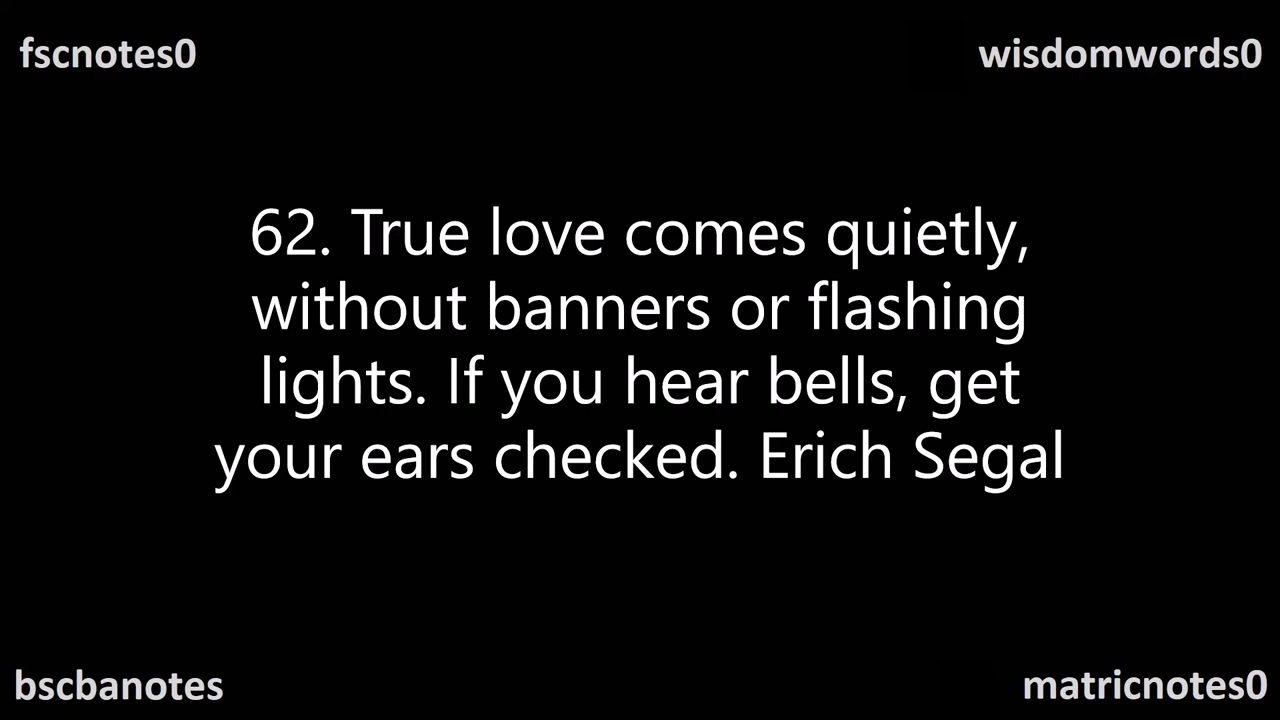 fscnotes0
wisdomwords0
62. True love comes quietly,
without banners or flashing
lights. If you hear bells, get
your ears checked. Erich Segal
bscbanotes
matricnotes0